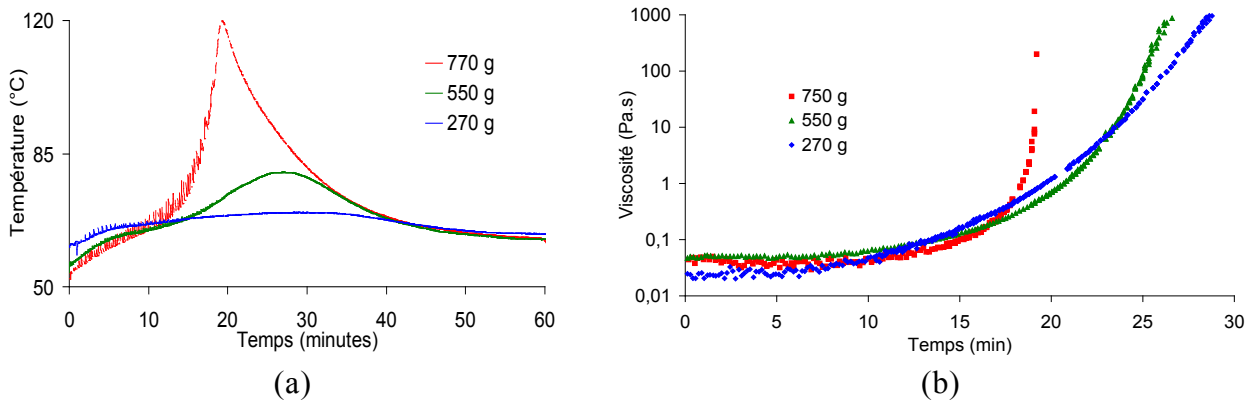 120
85
50
Température (°C)
770 g
550 g
270 g
0 10 20 30 40 50 60
Temps (minutes)
(a)
1000
100
10
1
0,1
0,01
Viscosité (Pa.s)
750 g
550 g
270 g
0 5 10 15 20 25 30
Temps (min)
(b)